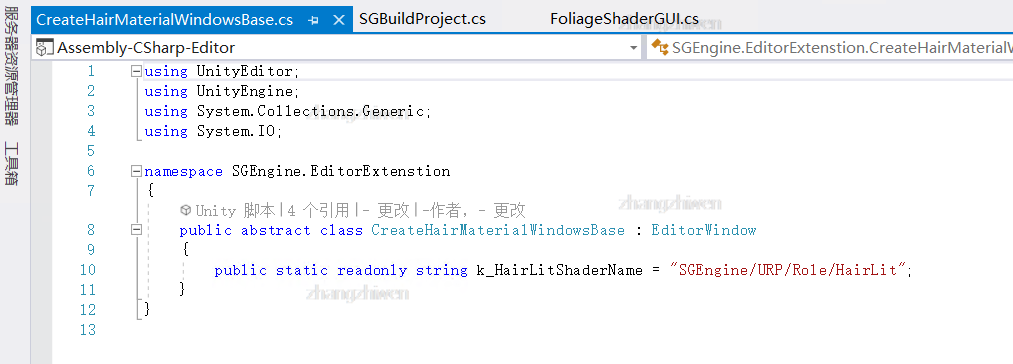 CreateHairMaterialWindowsBase.cs SGBuildProject.cs FoliageShaderGUI.cs
服务器资源管理器
工具箱
Assembly-CSharp-Editor SGEngine.EditorExtenstion.CreateHairMaterialW
1 using UnityEditor;
2 using UnityEngine;
3 using System.Collections.Generic;
4 using System.IO;
5
6 namespace SGEngine.EditorExtenstion
7 {
Unity 脚本|4 个引用|- 更改|-作者, - 更改
8 public abstract class CreateHairMaterialWindowsBase : EditorWindow
9 {
10 public static readonly string k_HairLitShaderName = "SGEngine/URP/Role/HairLit";
11 }
12 }
13
zhangzhiwen
zhangzhiwen
zhangzhiwen
zhangzhiwen